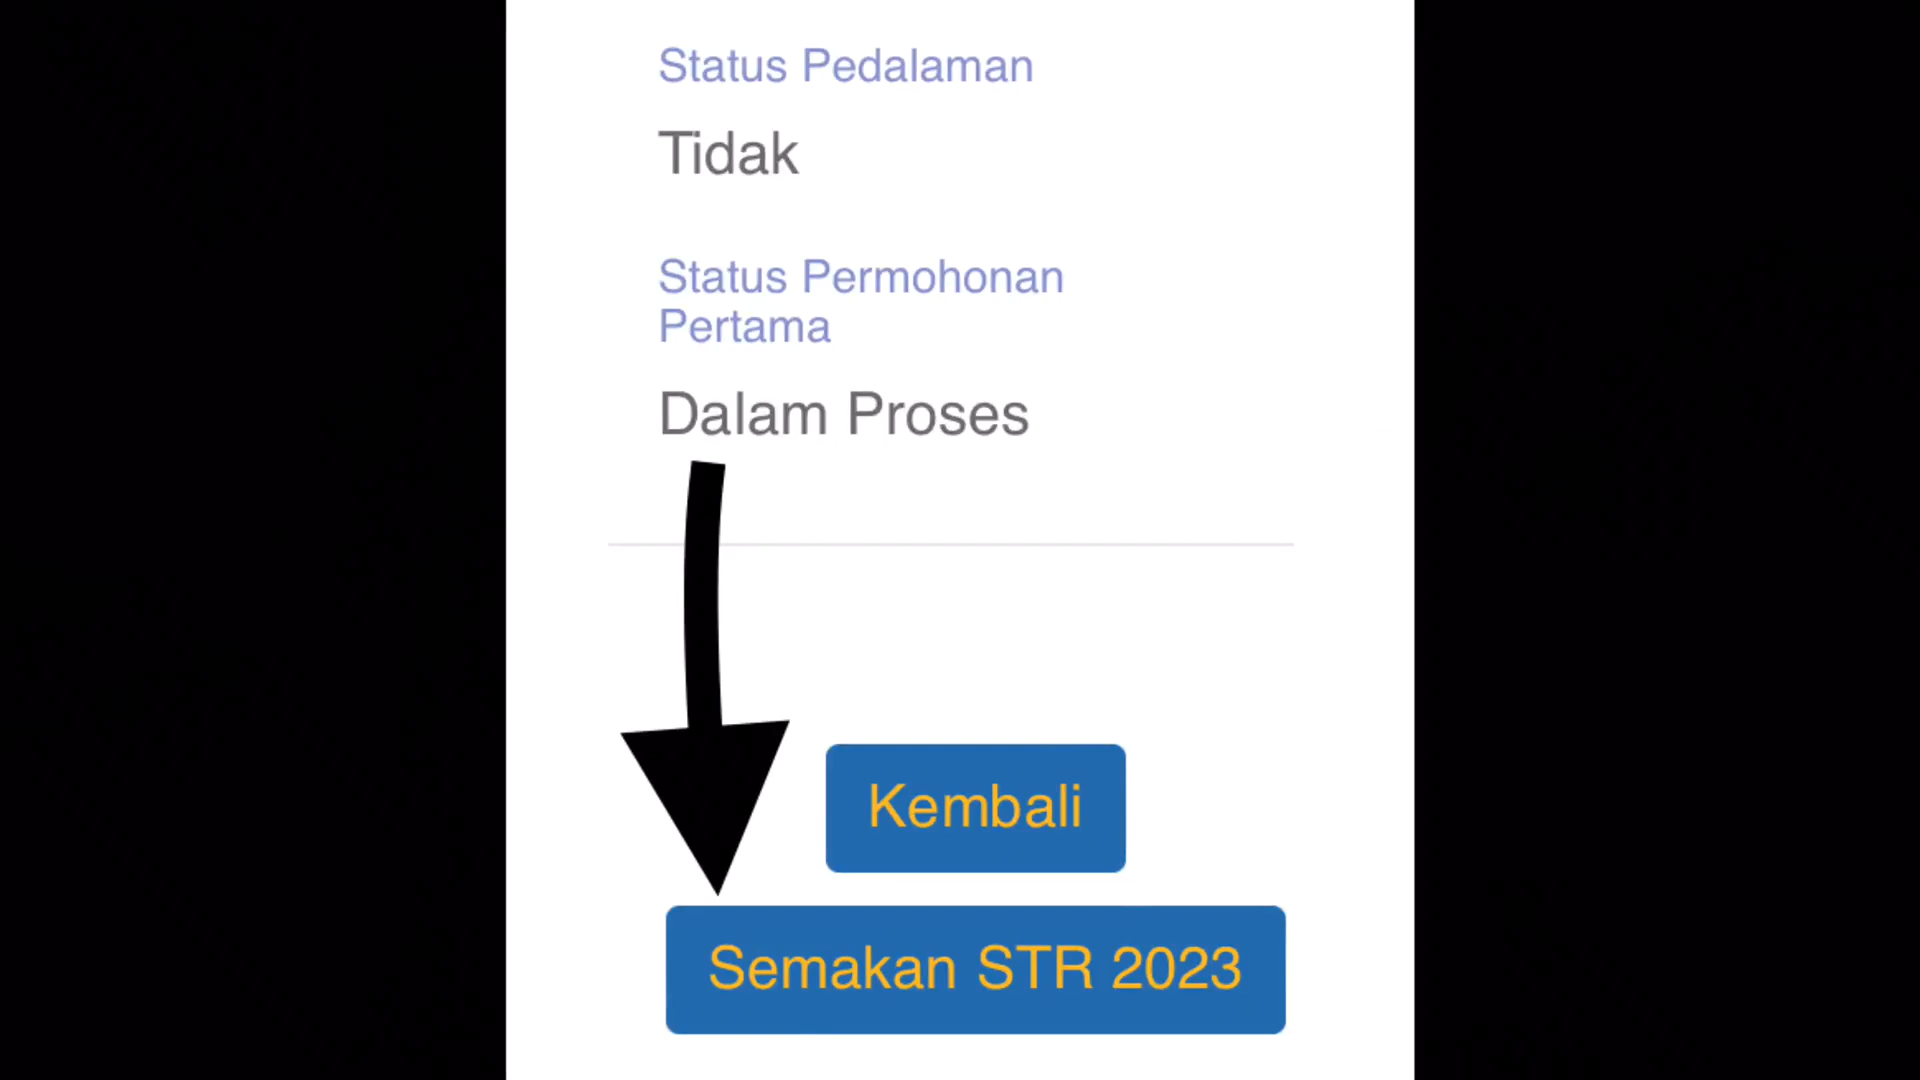 Status Pedalaman
Tidak
Status Permohonan
Pertama
Dalam Proses
Kembali
Semakan STR 2023